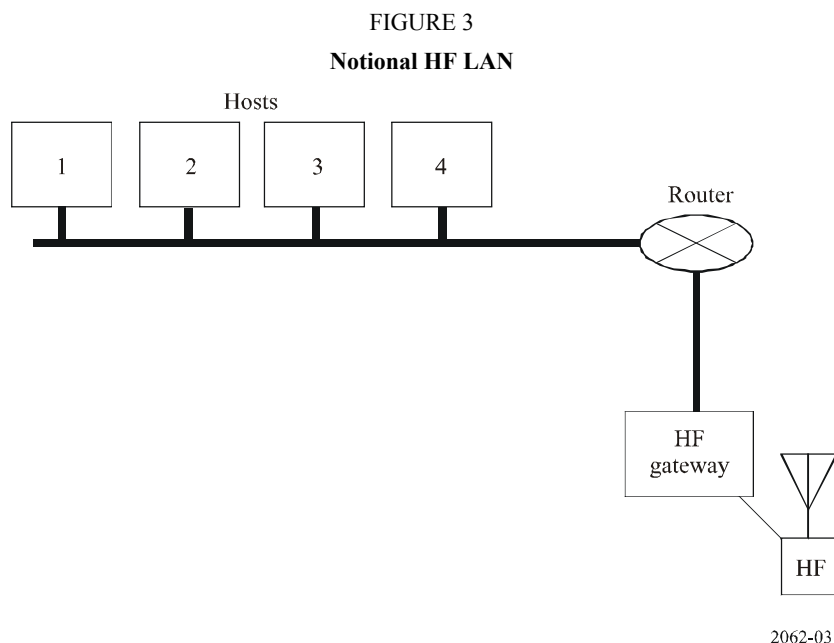 FIGURE 3
Notional HF LAN
Hosts
1 2 3 4
Router
HF
gateway
HF
2062-03